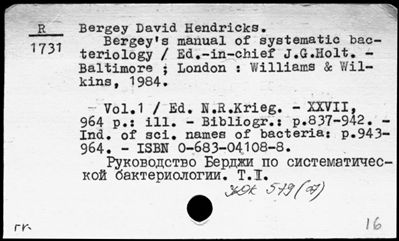 R
1731
Bergey David Hendricks.
Bergey's manual of systematic bac-
teriology / Ed.-in-chief J.G.Holt. -
Baltimore ; London : Williams & Wil-
kins, 1984.
Vol.1 / Ed. N.R.Krieg. - XXVII,
964 p.: ill. - Bibliogr.: p.837-942. -
Ind. of sci. names of bacteria: p.943-
964. - ISBN 0-683-04108-8.
Руководство Берджи по систематичес-
кой бактериологии. Т.I.
579
гг.
16